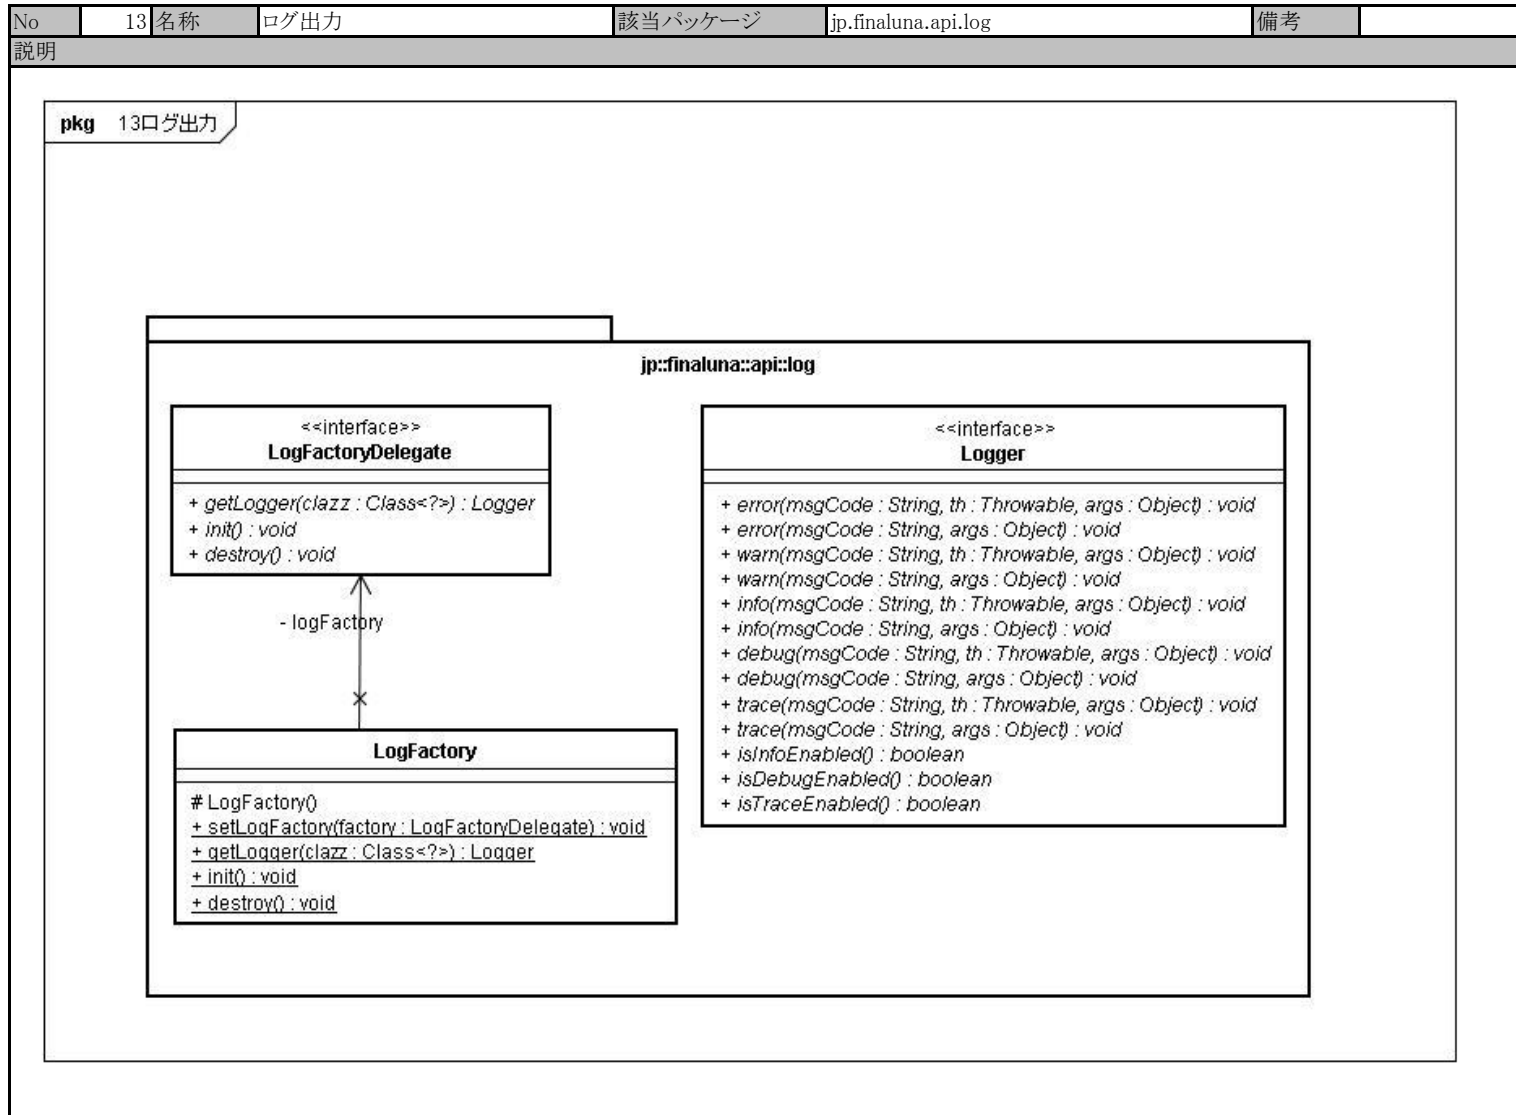 No 13 名称 ログ出力 該当パッケージ jp.finaluna.api.log 備考
説明
pkg 13ログ出力
jp::finaluna::api::log
<<interface>>
LogFactoryDelegate
+ getLogger(clazz : Class<?>) : Logger
+ init() : void
+ destroy() : void
- logFactory
LogFactory
# LogFactory()
+ setLogFactory(factory : LogFactoryDelegate) : void
+ getLogger(clazz : Class<?>) : Logger
+ init() : void
+ destroy() : void
<<interface>>
Logger
+ error(msgCode : String, th : Throwable, args : Object) : void
+ error(msgCode : String, args : Object) : void
+ warn(msgCode : String, th : Throwable, args : Object) : void
+ warn(msgCode : String, args : Object) : void
+ info(msgCode : String, th : Throwable, args : Object) : void
+ info(msgCode : String, args : Object) : void
+ debug(msgCode : String, th : Throwable, args : Object) : void
+ debug(msgCode : String, args : Object) : void
+ trace(msgCode : String, th : Throwable, args : Object) : void
+ trace(msgCode : String, args : Object) : void
+ isInfoEnabled() : boolean
+ isDebugEnabled() : boolean
+ isTraceEnabled() : boolean